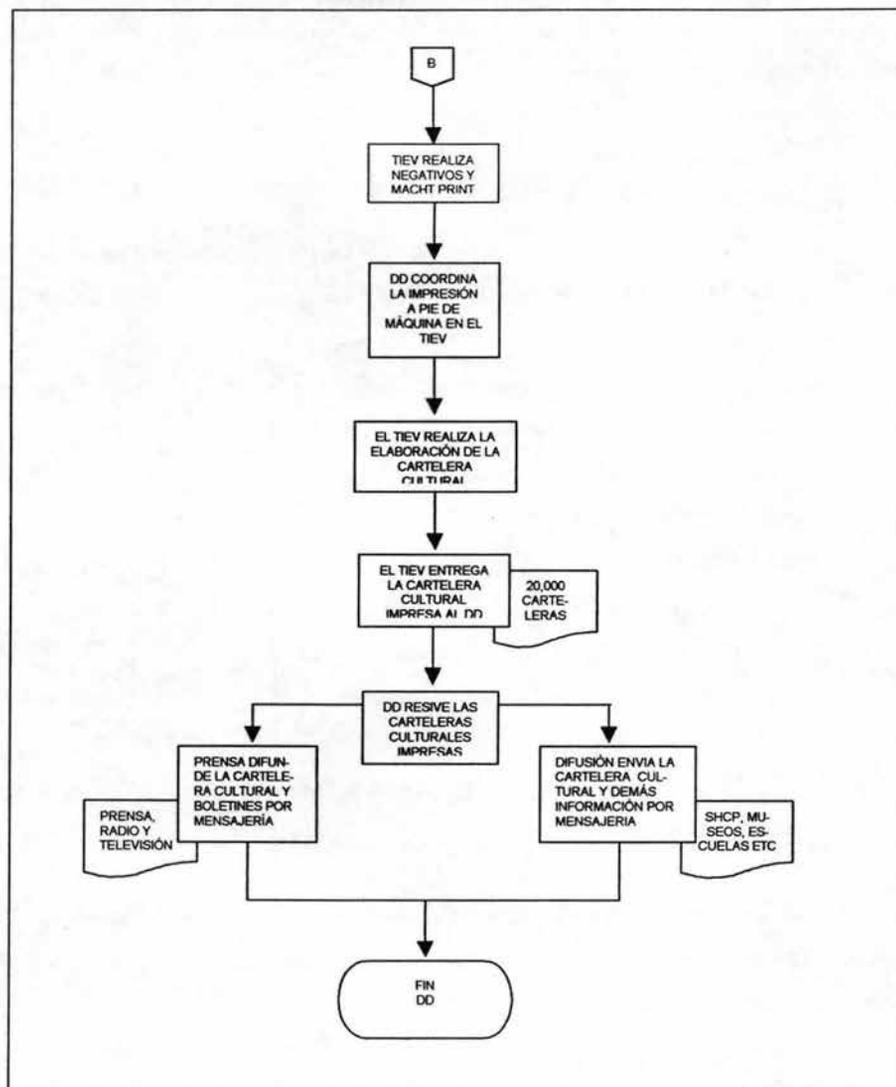 B
TIEV REALIZA
NEGATIVOS Y
MACHT PRINT
DD COORDINA
LA IMPRESIÓN
A PIE DE
MÁQUINA EN EL
TIEV
EL TIEV REALIZA LA
ELABORACIÓN DE LA
CARTELERA
CULTURAL
EL TIEV ENTREGA
LA CARTELERA
CULTURAL
IMPRESA AL DD
20,000
CARTE-
LERAS
DD RESIVE LAS
CARTELERAS
CULTURALES
IMPRESAS
PRENSA DIFUN-
DE LA CARTELE-
RA CULTURAL Y
BOLETINES POR
MENSAJERÍA
PRENSA,
RADIO Y
TELEVISIÓN
DIFUSIÓN ENVIA LA
CARTELERA CUL-
TURAL Y DEMÁS
INFORMACIÓN POR
MENSAJERIA
SHCP, MU-
SEOS, ES-
CUELAS ETC
FIN
DD